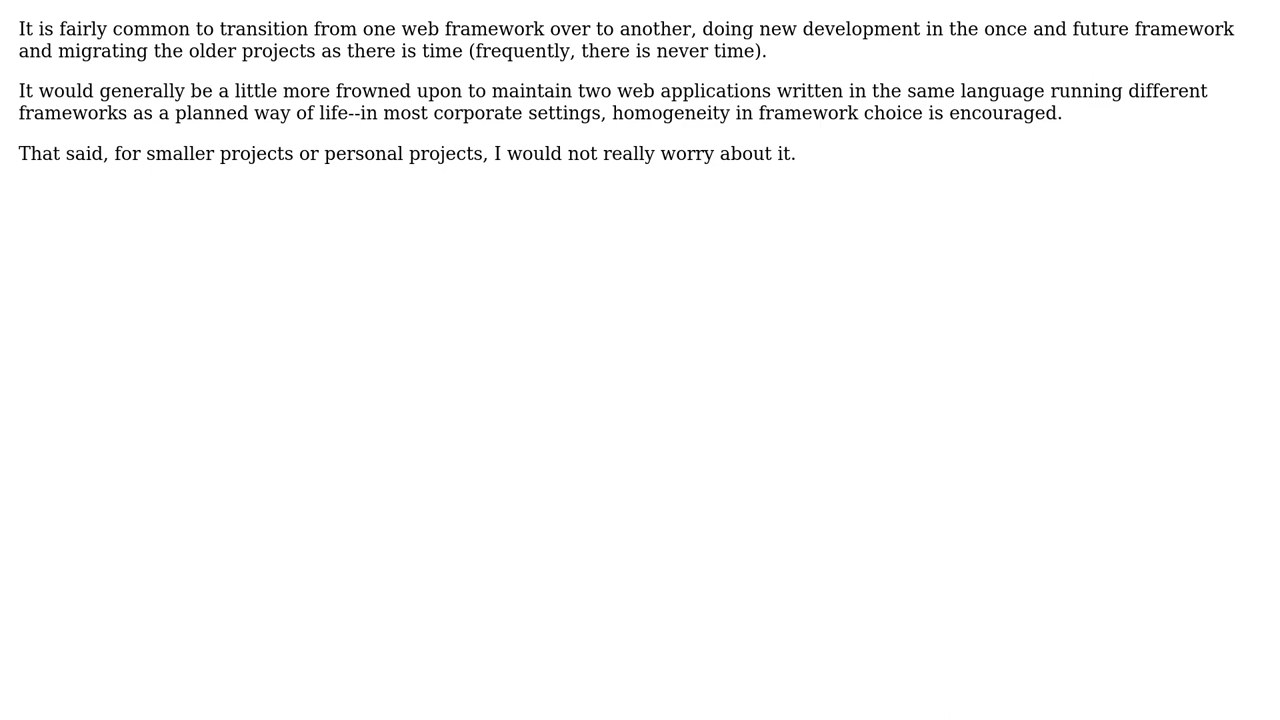 It is fairly common to transition from one web framework over to another, doing new development in the once and future framework
and migrating the older projects as there is time (frequently, there is never time).
It would generally be a little more frowned upon to maintain two web applications written in the same language running different
frameworks as a planned way of life--in most corporate settings, homogeneity in framework choice is encouraged.
That said, for smaller projects or personal projects, I would not really worry about it.